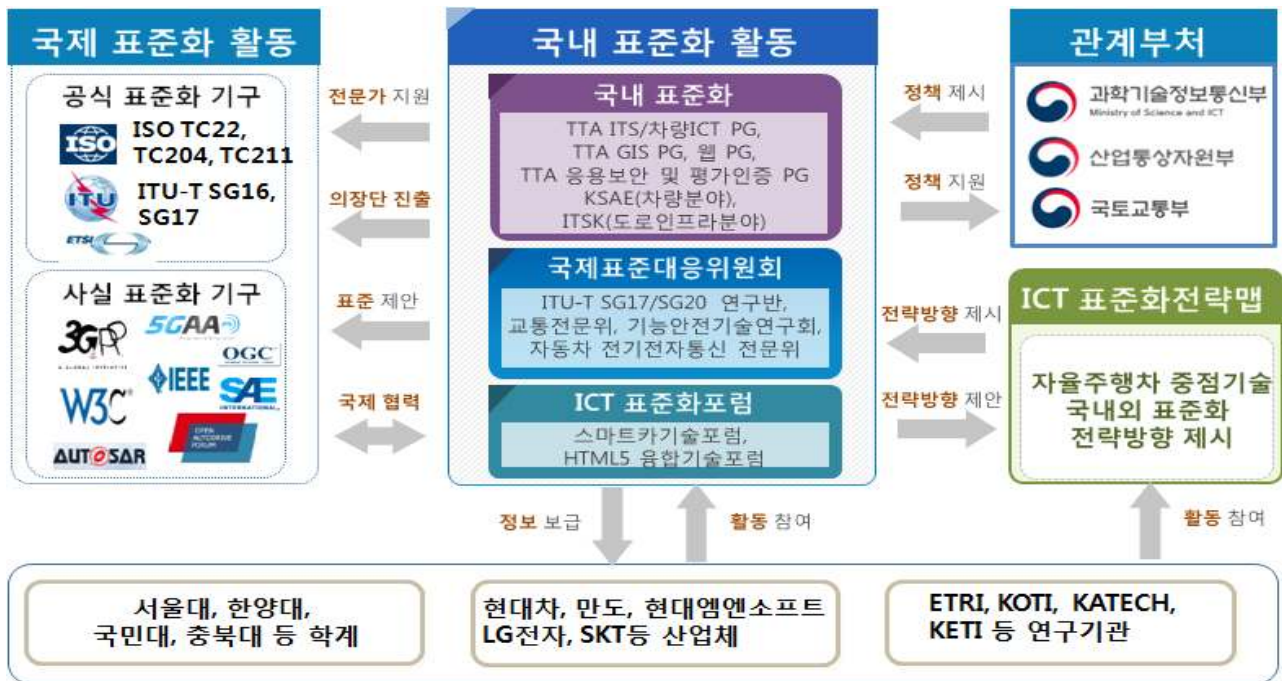 국제 표준화 활동
공식 표준화 기구
ISO
ISO TC22,
TC204, TC211
ITU
ITU-T SG16,
SG17
ETSI
사실 표준화 기구
3GPP
A GLOBAL INITIATIVE
5GAA
OGC
IEEE
W3C
SAE
INTERNATIONAL
AUTOSAR
OPEN
AUTODRIVE
FORUM
전문가 지원
의장단 진출
표준 제안
국제 협력
국내 표준화 활동
국내 표준화
TTA ITS/차량ICT PG,
TTA GIS PG, 웹 PG,
TTA 응용보안 및 평가인증 PG
KSAE(차량분야),
ITSK(도로인프라분야)
국제표준대응위원회
ITU-T SG17/SG20 연구반,
교통전문위, 기능안전기술연구회,
자동차 전기전자통신 전문위
ICT 표준화포럼
스마트카기술포럼,
HTML5 융합기술포럼
정책 제시
정책 지원
전략방향 제시
전략방향 제안
관계부처
과학기술정보통신부
Ministry of Science and ICT
산업통상자원부
국토교통부
ICT 표준화전략맵
자율주행차 중점기술
국내외 표준화
전략방향 제시
정보 보급
활동 참여
활동 참여
서울대, 한양대,
국민대, 충북대 등 학계
현대차, 만도, 현대엠엔소프트
LG전자, SKT등 산업체
ETRI, KOTI, KATECH,
KETI 등 연구기관